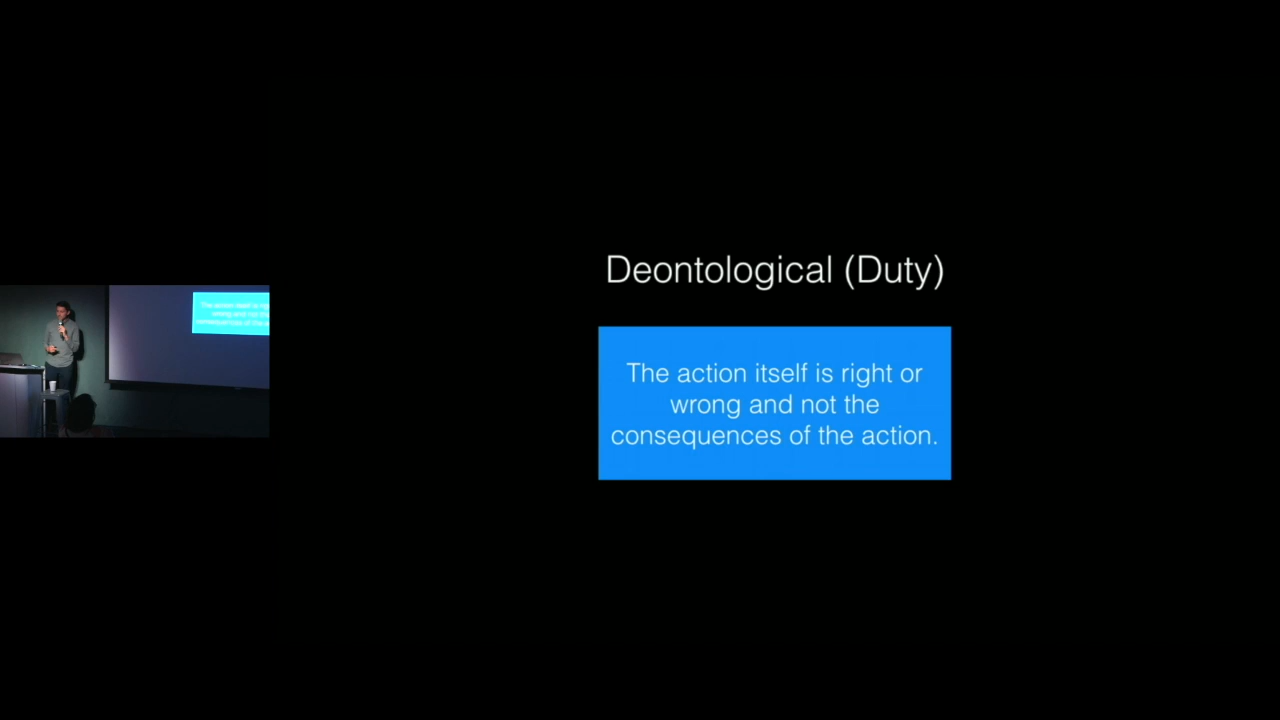 Deontological (Duty)
The action itself is right or
wrong and not the
consequences of the action.